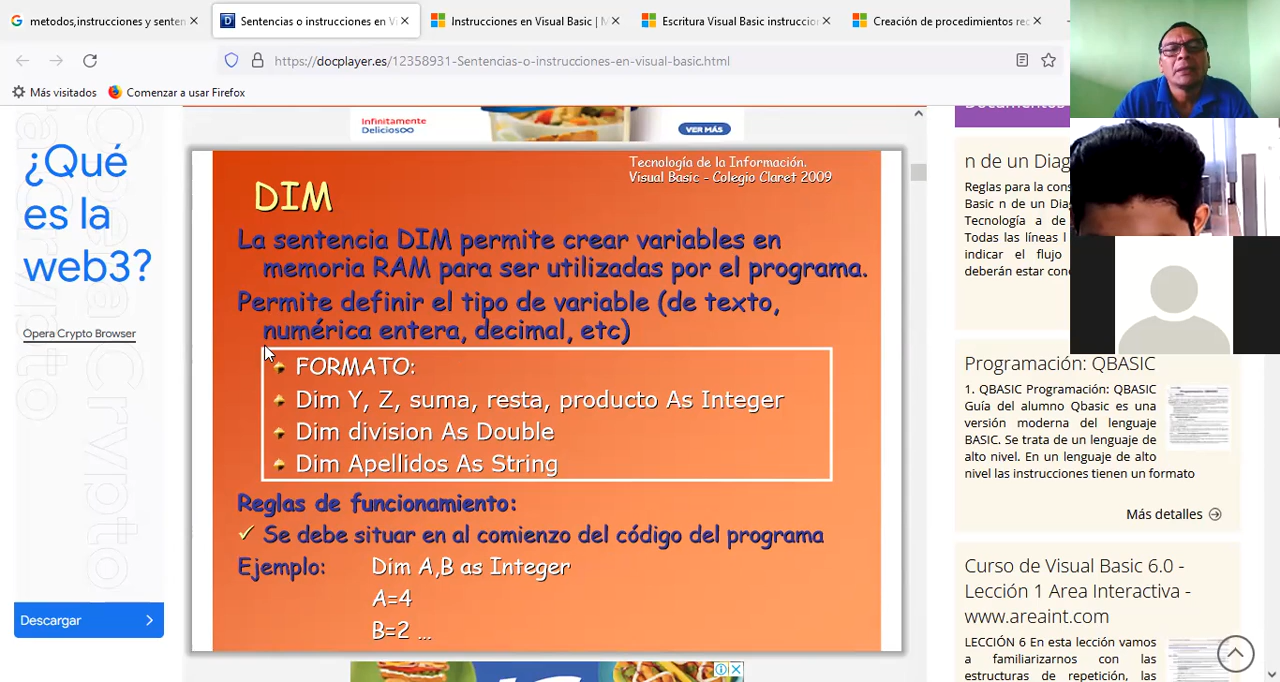 metodos,instrucciones y senten
Sentencias o instrucciones en V
Instrucciones en Visual Basic | M
Escritura Visual Basic instruccio
Creación de procedimientos rec
https://docplayer.es/12358931-Sentencias-o-instrucciones-en-visual-basic.html
Más visitados
Comenzar a usar Firefox
¿Qué
es la
web3?
Opera Crypto Browser
Descargar
Infinitamente
Delicios∞
VER MÁS
Tecnología de la Información.
Visual Basic - Colegio Claret 2009
DIM
La sentencia DIM permite crear variables en
memoria RAM para ser utilizadas por el programa.
Permite definir el tipo de variable (de texto,
numérica entera, decimal, etc)
FORMATO:
Dim Y, Z, suma, resta, producto As Integer
Dim division As Double
Dim Apellidos As String
Reglas de funcionamiento:
Se debe situar en al comienzo del código del programa
Ejemplo: Dim A,B as Integer
A=4
B=2 ...
Documentos
n de un Diag
Reglas para la cons
Basic n de un Diag
Tecnología a de
Todas las líneas l
indicar el flujo
deberán estar con
Programación: QBASIC
1. QBASIC Programación: QBASIC
Guía del alumno Qbasic es una
versión moderna del lenguaje
BASIC. Se trata de un lenguaje de
alto nivel. En un lenguaje de alto
nivel las instrucciones tienen un formato
Más detalles
Curso de Visual Basic 6.0 -
Lección 1 Area Interactiva -
www.areaint.com
LECCIÓN 6 En esta lección vamos
a familiarizarnos con las
estructuras de repetición, las